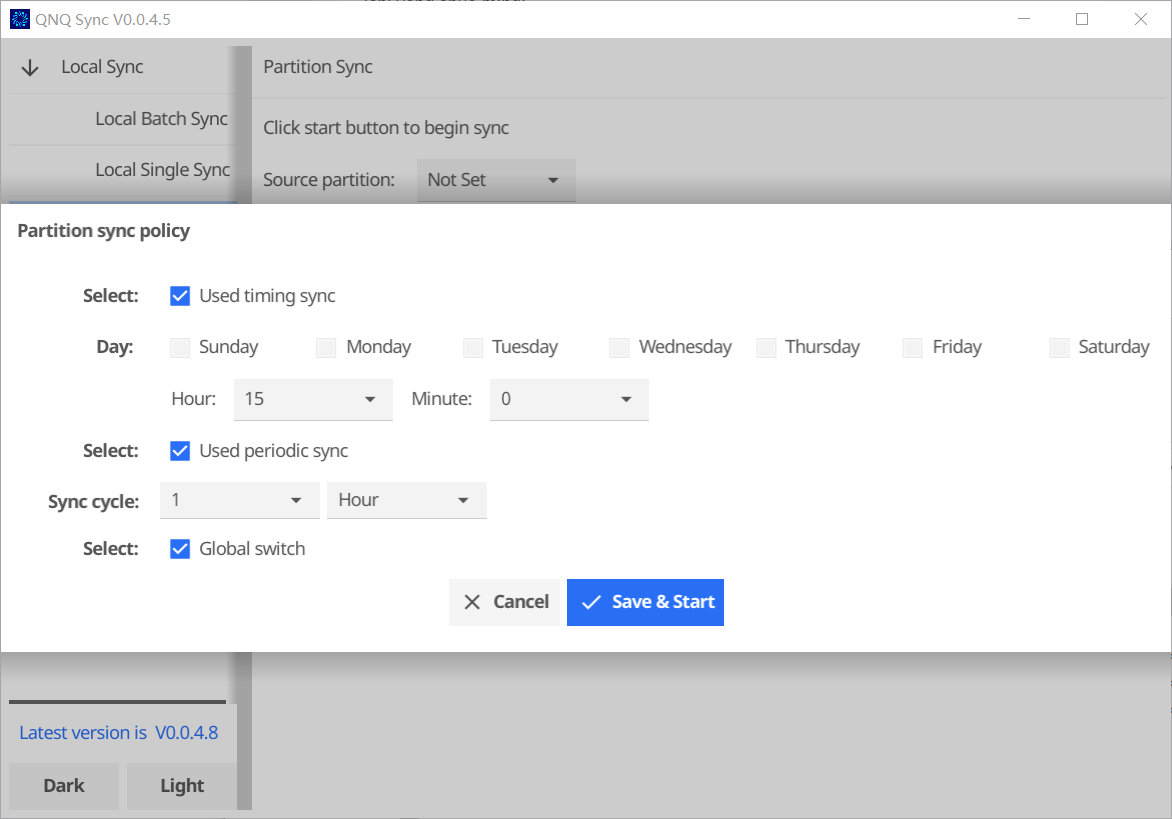 QNQ Sync V0.0.4.5
Local Sync
Partition Sync
Local Batch Sync
Click start button to begin sync
Local Single Sync
Source partition: Not Set
Partition sync policy
Select: Used timing sync
Day: Sunday Monday Tuesday Wednesday Thursday Friday Saturday
Hour: 15 Minute: 0
Select: Used periodic sync
Sync cycle: 1 Hour
Select: Global switch
Cancel Save & Start
Latest version is V0.0.4.8
Dark Light